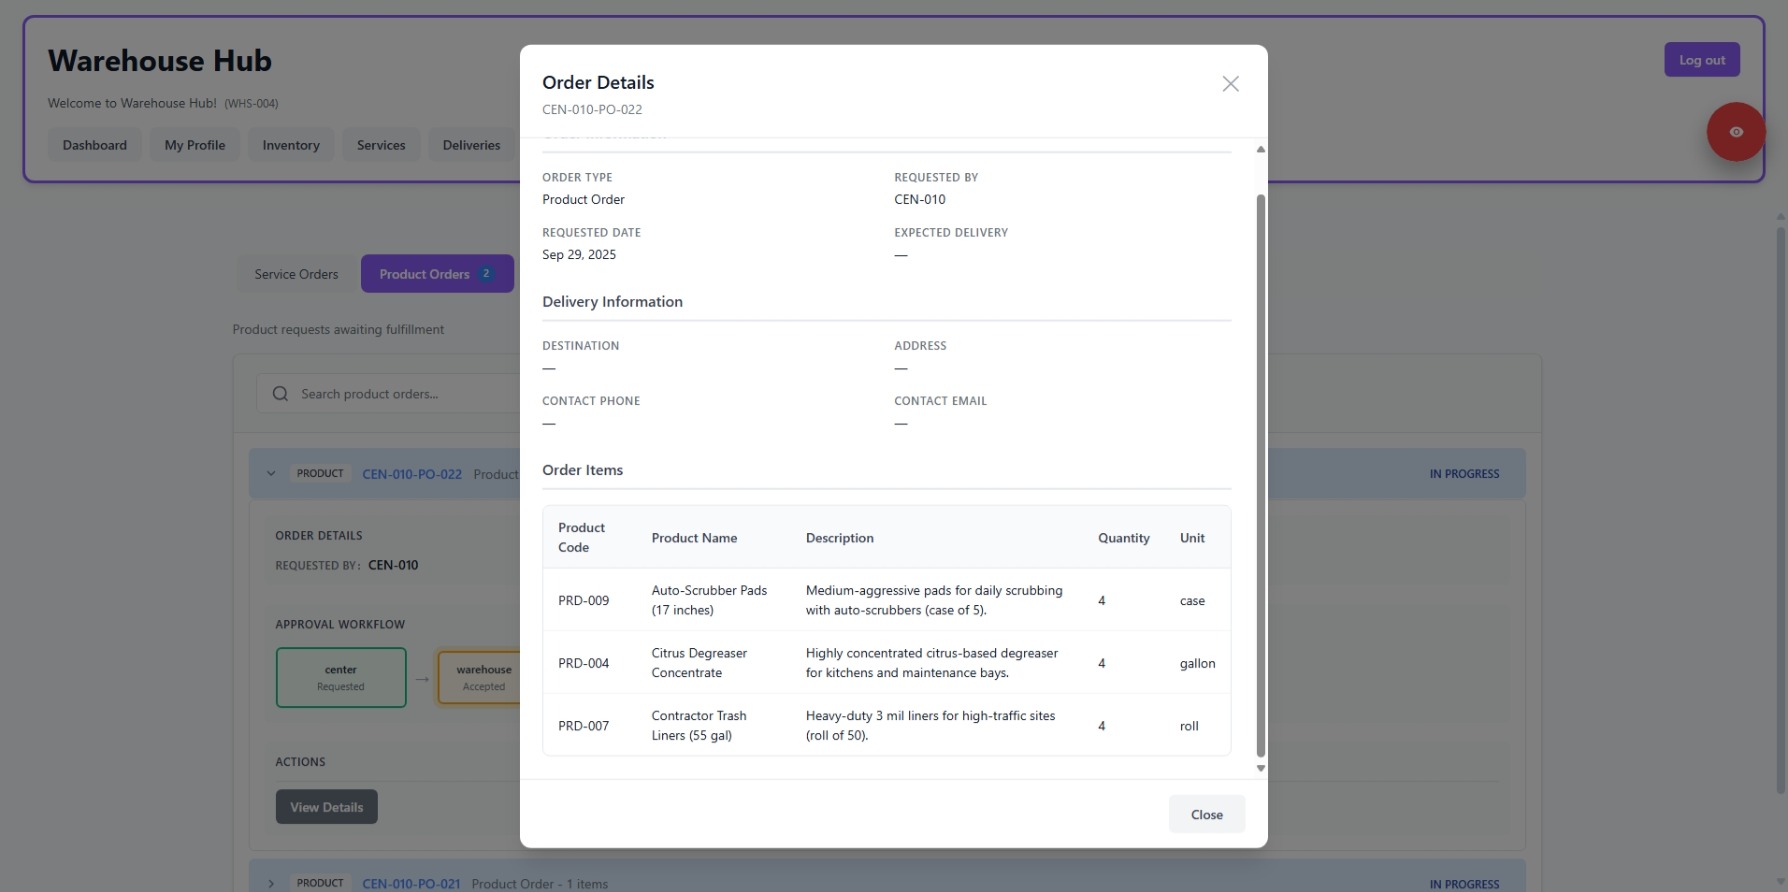 Warehouse Hub
Log out
Welcome to Warehouse Hub! (WHS-004)
Dashboard
My Profile
Inventory
Services
Deliveries
Service Orders
Product Orders 2
Product requests awaiting fulfillment
Search product orders...
PRODUCT CEN-010-PO-022 Product
IN PROGRESS
ORDER DETAILS
REQUESTED BY: CEN-010
APPROVAL WORKFLOW
center
Requested
→
warehouse
Accepted
ACTIONS
View Details
PRODUCT CEN-010-PO-021 Product Order - 1 items
IN PROGRESS
Order Details
CEN-010-PO-022
Order Information
ORDER TYPE
Product Order
REQUESTED BY
CEN-010
REQUESTED DATE
Sep 29, 2025
EXPECTED DELIVERY
—
Delivery Information
DESTINATION
—
ADDRESS
—
CONTACT PHONE
—
CONTACT EMAIL
—
Order Items
Product
Code
Product Name
Description
Quantity
Unit
PRD-009
Auto-Scrubber Pads
(17 inches)
Medium-aggressive pads for daily scrubbing
with auto-scrubbers (case of 5).
4
case
PRD-004
Citrus Degreaser
Concentrate
Highly concentrated citrus-based degreaser
for kitchens and maintenance bays.
4
gallon
PRD-007
Contractor Trash
Liners (55 gal)
Heavy-duty 3 mil liners for high-traffic sites
(roll of 50).
4
roll
Close